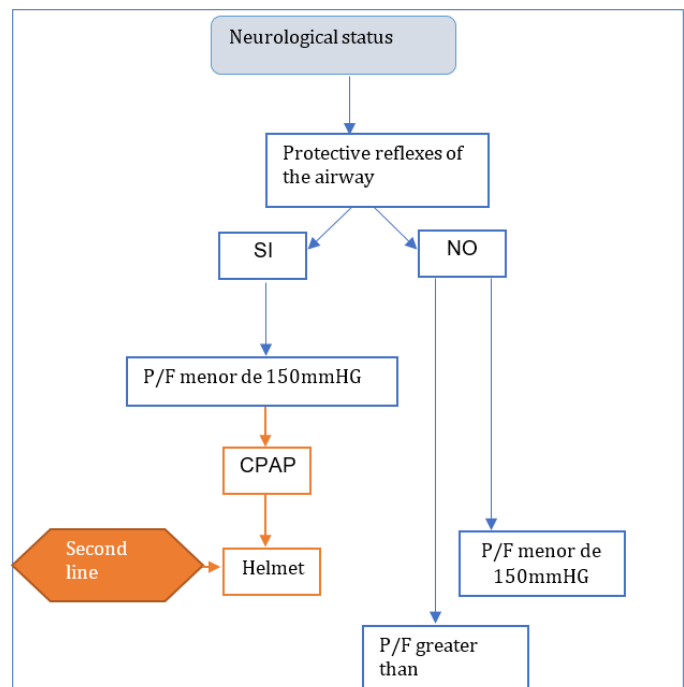 Neurological status
Protective reflexes of
the airway
SI
NO
P/F menor de 150mmHG
CPAP
Second
line
Helmet
P/F menor de
150mmHG
P/F greater
than